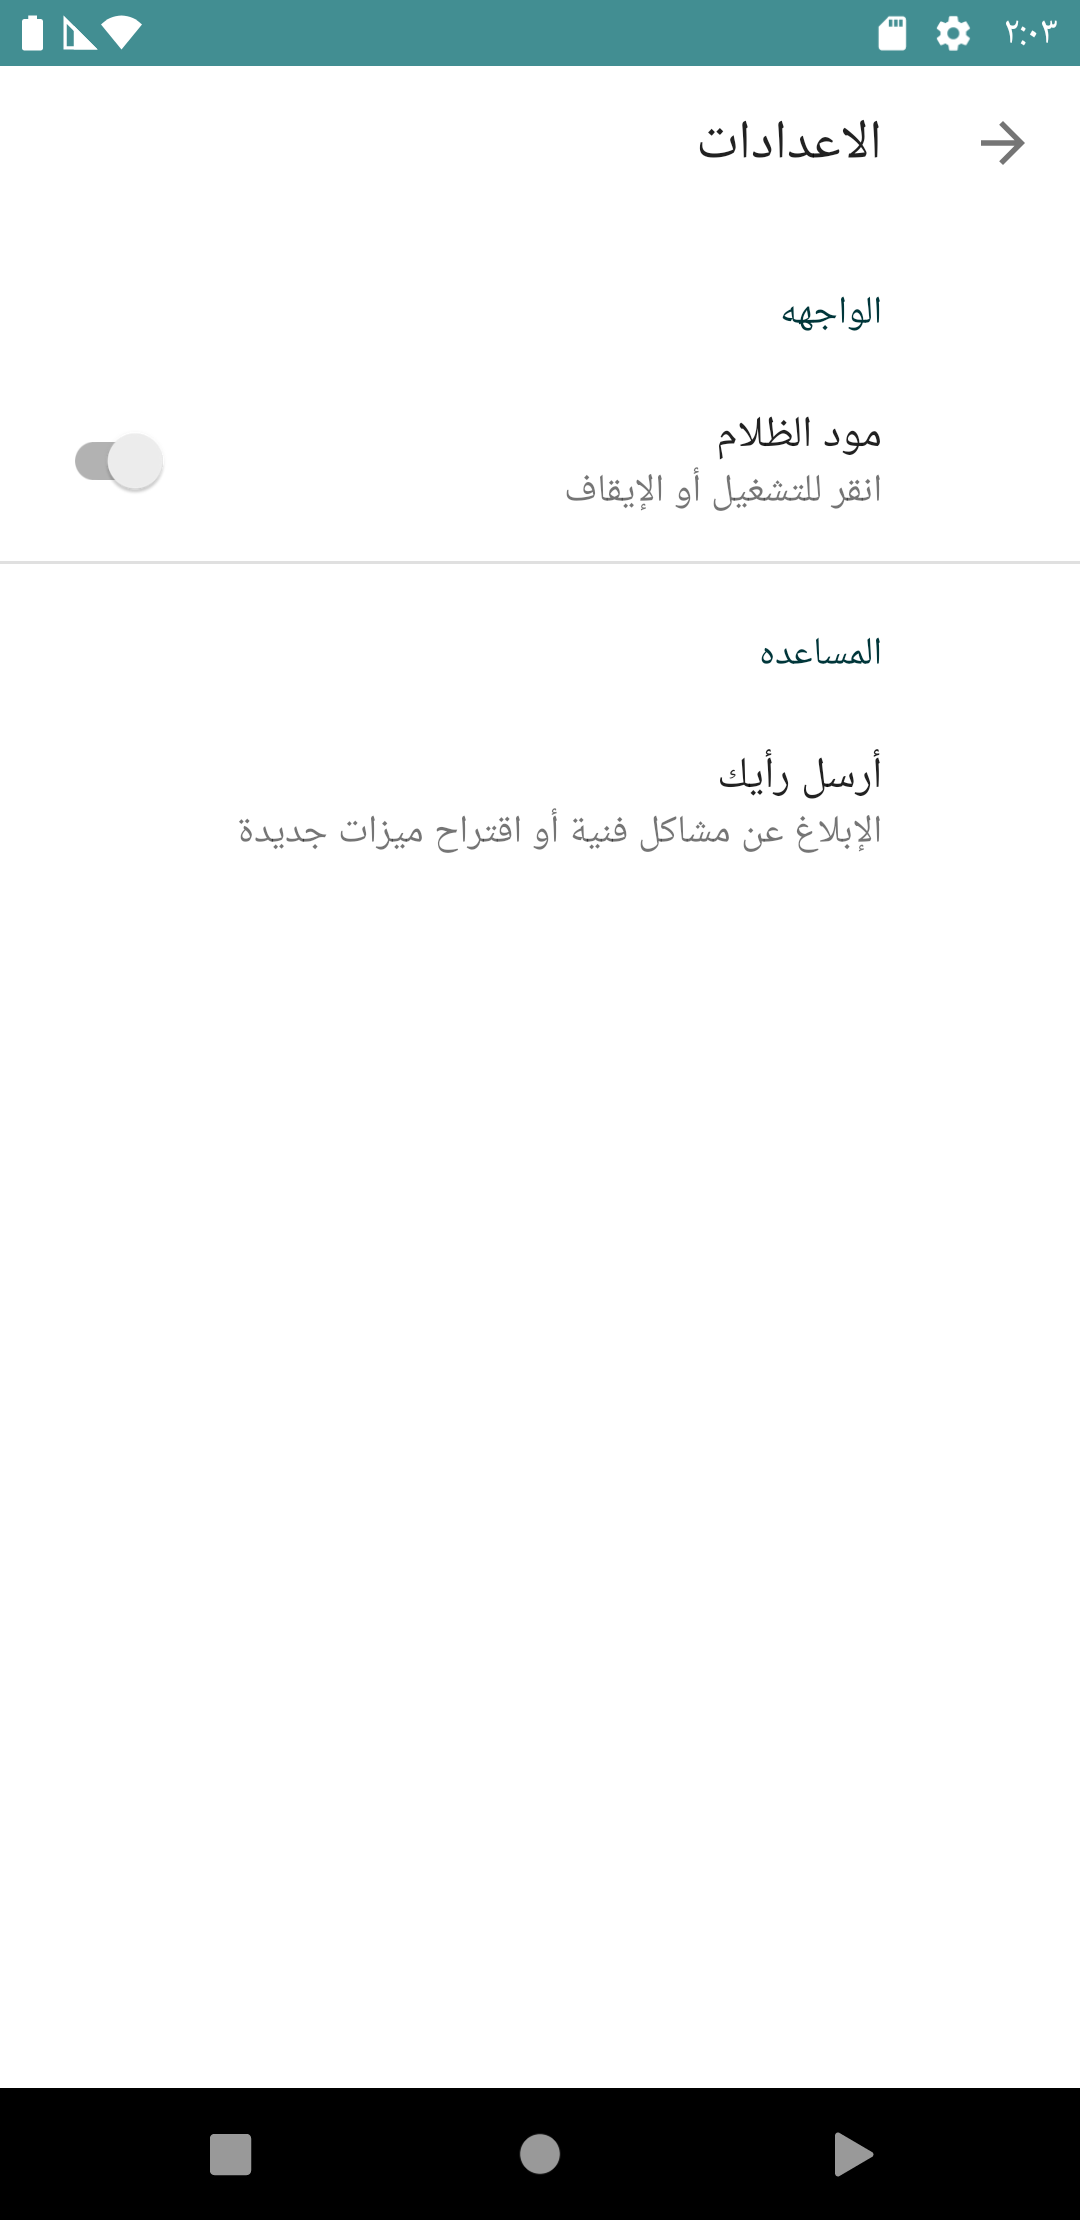 ٢:٠٣
الاعدادات
الواجهه
مود الظلام
انقر للتشغيل أو الإيقاف
المساعده
أرسل رأيك
الإبلاغ عن مشاكل فنية أو اقتراح ميزات جديدة